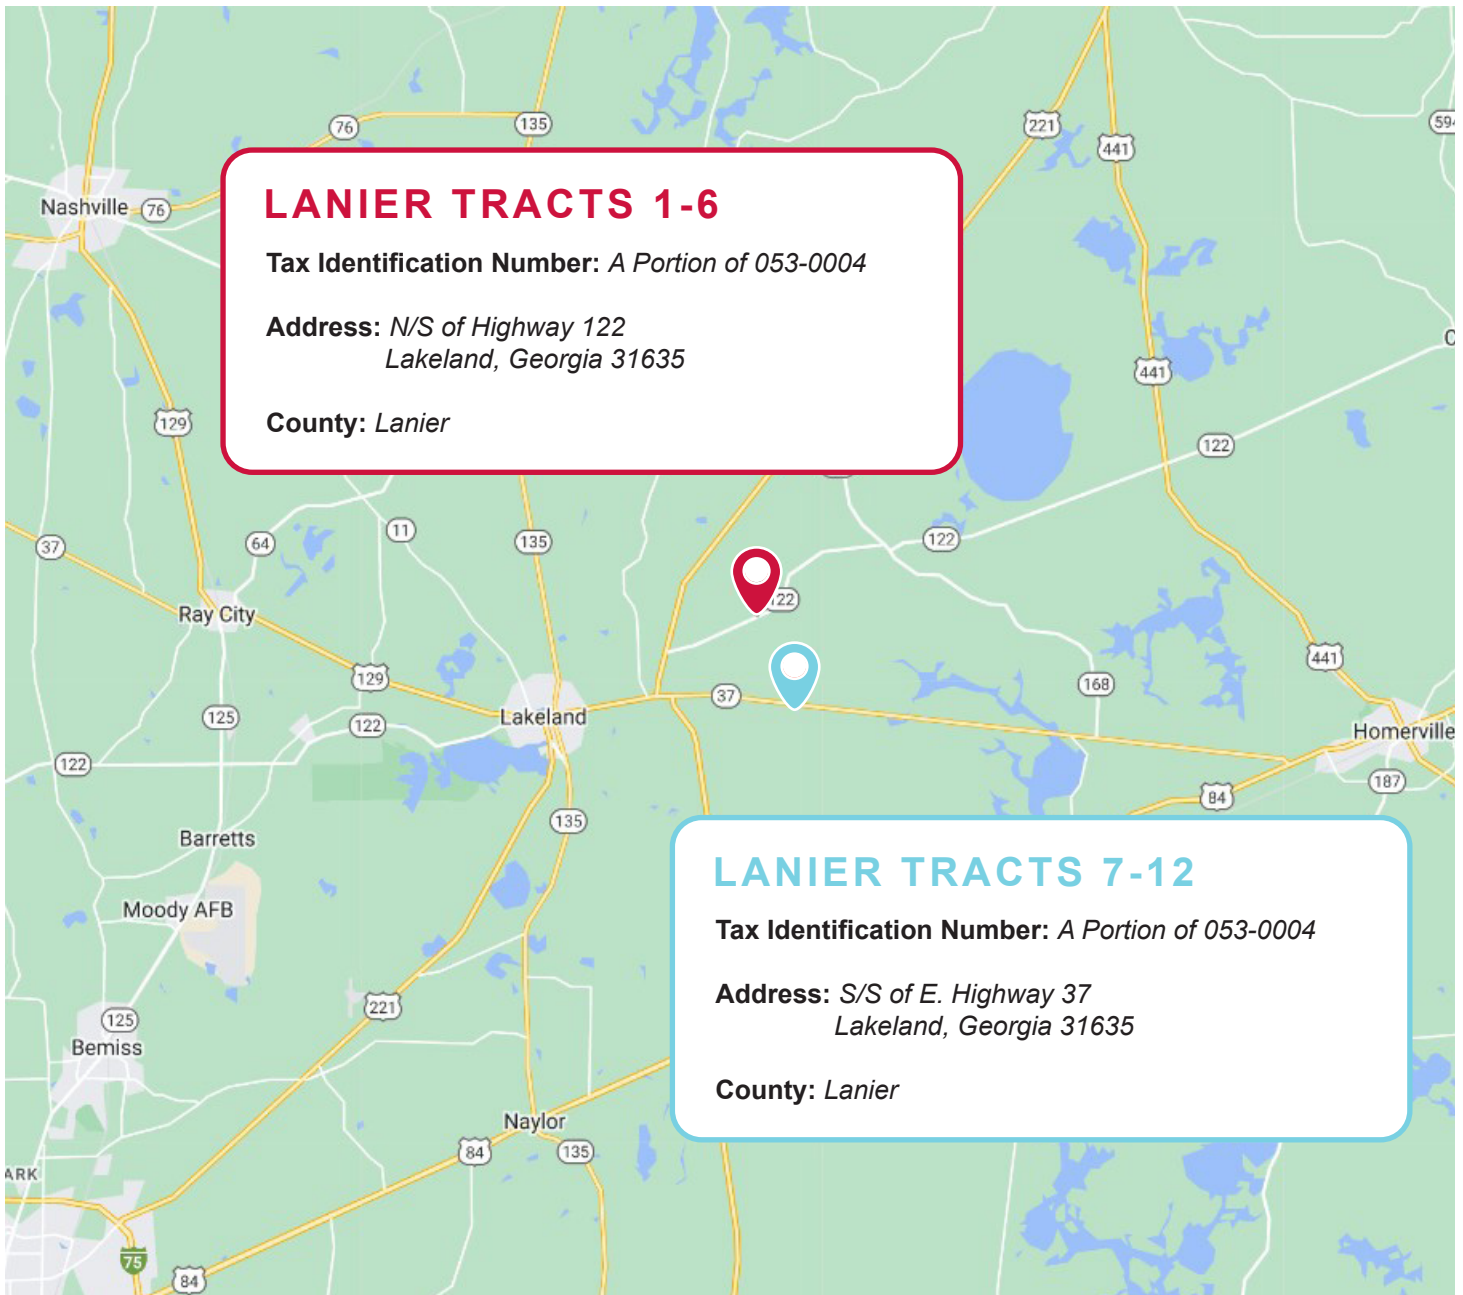 76
135
221
441
594
Nashville
76
LANIER TRACTS 1-6
Tax Identification Number: A Portion of 053-0004
Address: N/S of Highway 122
Lakeland, Georgia 31635
County: Lanier
129
441
122
37
64
11
135
122
122
Ray City
129
441
168
37
125
122
Lakeland
Homerville
122
187
84
135
Barretts
Moody AFB
LANIER TRACTS 7-12
Tax Identification Number: A Portion of 053-0004
Address: S/S of E. Highway 37
Lakeland, Georgia 31635
County: Lanier
221
125
Bemiss
Naylor
84
135
ARK
75
84